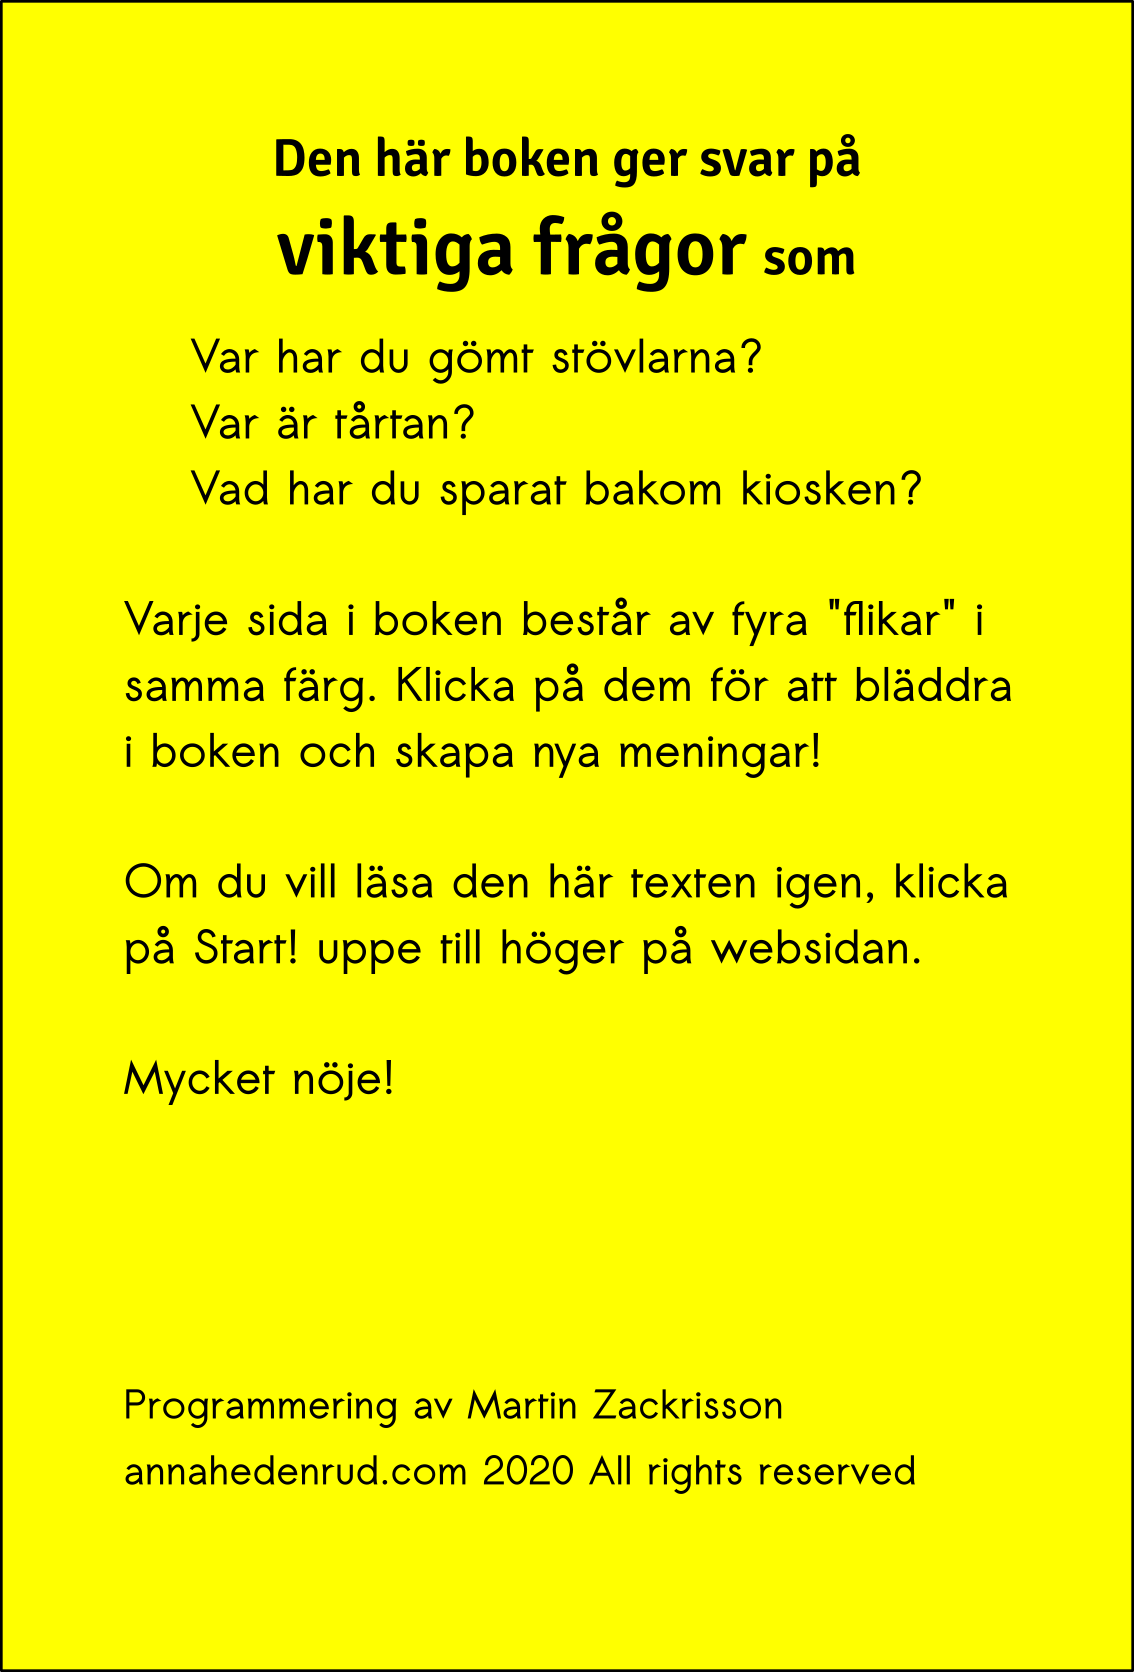 Den här boken ger svar på
viktiga frågor som
Var har du gömt stövlarna?
Var är tårtan?
Vad har du sparat bakom kiosken?
Varje sida i boken består av fyra "flikar" i
samma färg. Klicka på dem för att bläddra
i boken och skapa nya meningar!
Om du vill läsa den här texten igen, klicka
på Start! uppe till höger på websidan.
Mycket nöje!
Programmering av Martin Zackrisson
annahedenrud.com 2020 All rights reserved